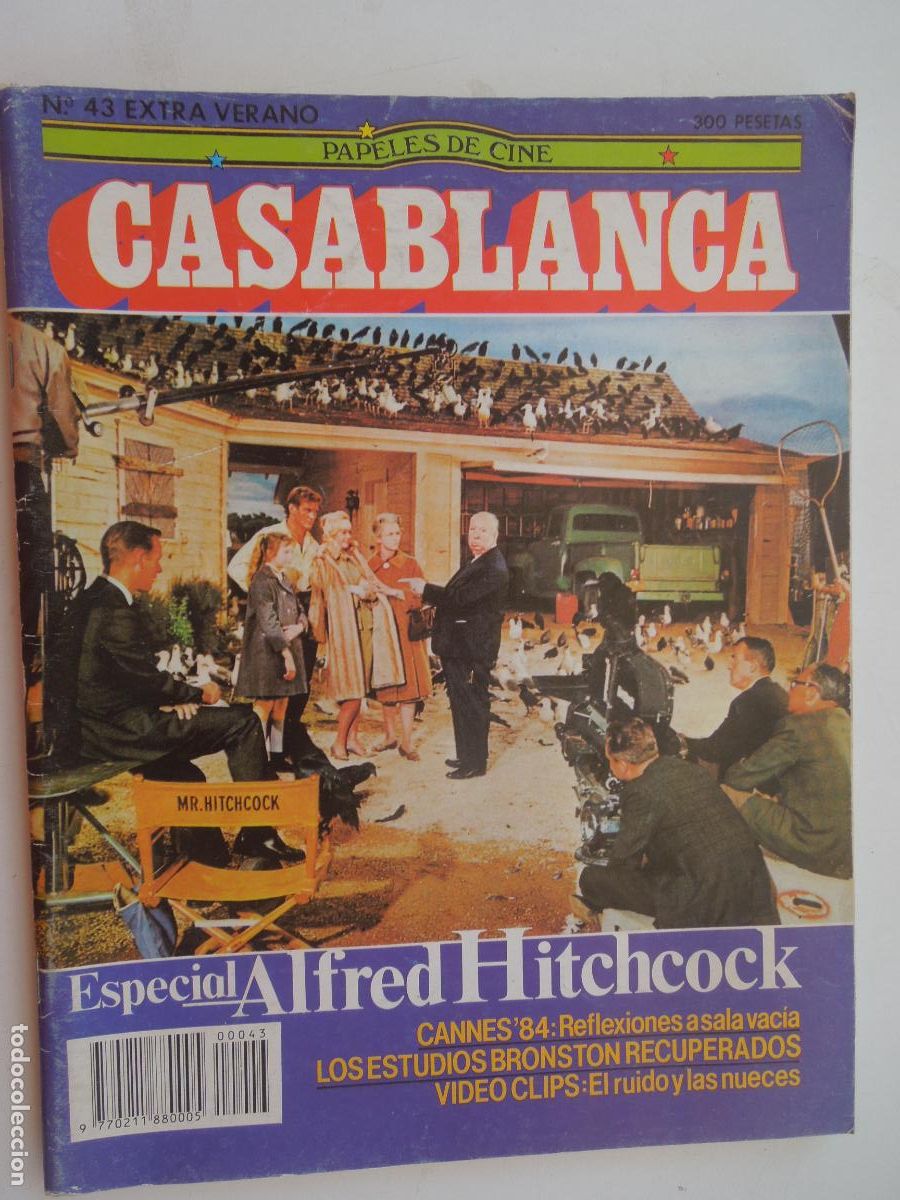 Nº 43 EXTRA VERANO
300 PESETAS
PAPELES DE CINE
CASABLANCA
MR. HITCHCOCK
Especial Alfred Hitchcock
CANNES'84: Reflexiones a sala vacía
LOS ESTUDIOS BRONSTON RECUPERADOS
VIDEO CLIPS: El ruido y las nueces
00043
9 770211 880005
todocoleccion